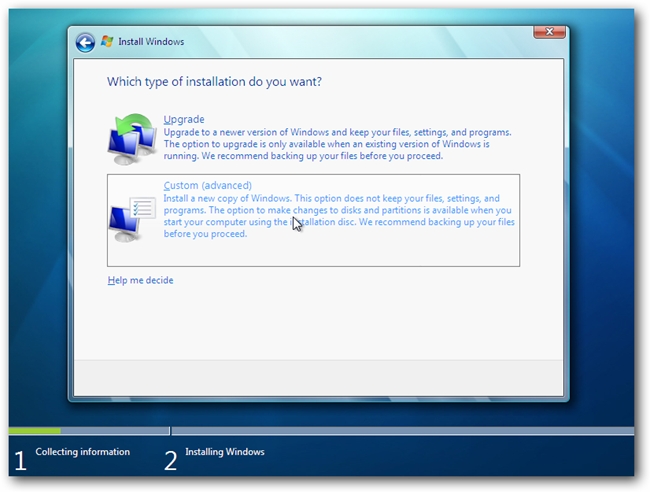 Install Windows
Which type of installation do you want?
Upgrade
Upgrade to a newer version of Windows and keep your files, settings, and programs.
The option to upgrade is only available when an existing version of Windows is
running. We recommend backing up your files before you proceed.
Custom (advanced)
Install a new copy of Windows. This option does not keep your files, settings, and
programs. The option to make changes to disks and partitions is available when you
start your computer using the installation disc. We recommend backing up your files
before you proceed.
Help me decide
1 Collecting information 2 Installing Windows